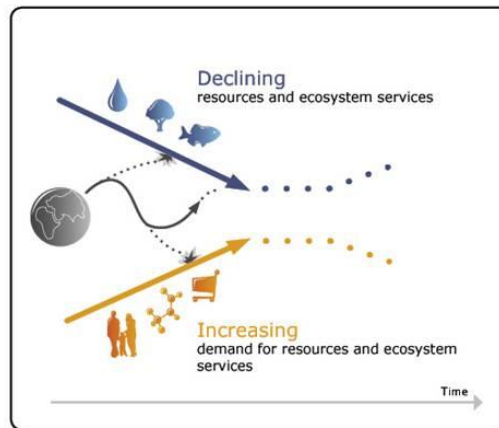 Declining
resources and ecosystem services
Increasing
demand for resources and ecosystem
services
Time